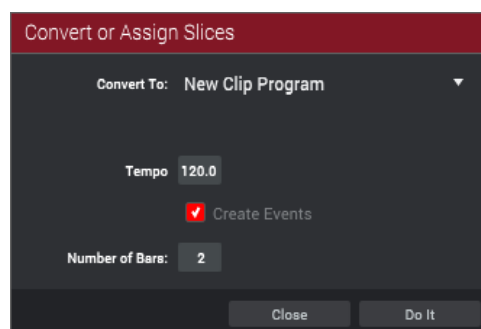 Convert or Assign Slices
Convert To: New Clip Program
Tempo 120.0
Create Events
Number of Bars: 2
Close Do It